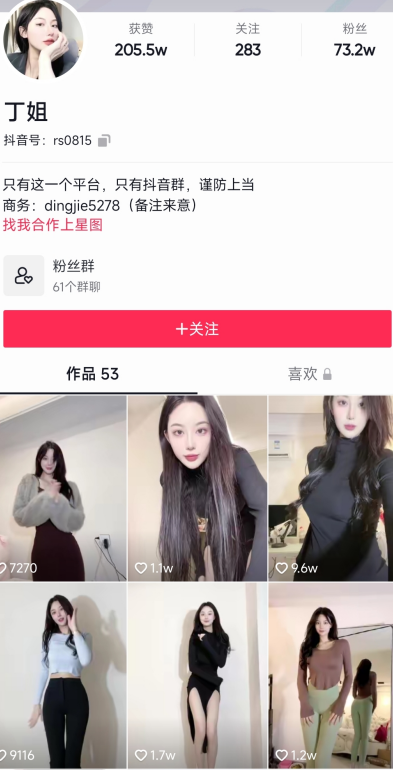 获赞 关注 粉丝
205.5w 283 73.2w
丁姐
抖音号：rs0815
只有这一个平台，只有抖音群，谨防上当
商务：dingjie5278（备注来意）
找我合作上星图
粉丝群
61个群聊
+关注
作品 53 喜欢
7270 1.1w 9.6w
9116 1.7w 1.2w